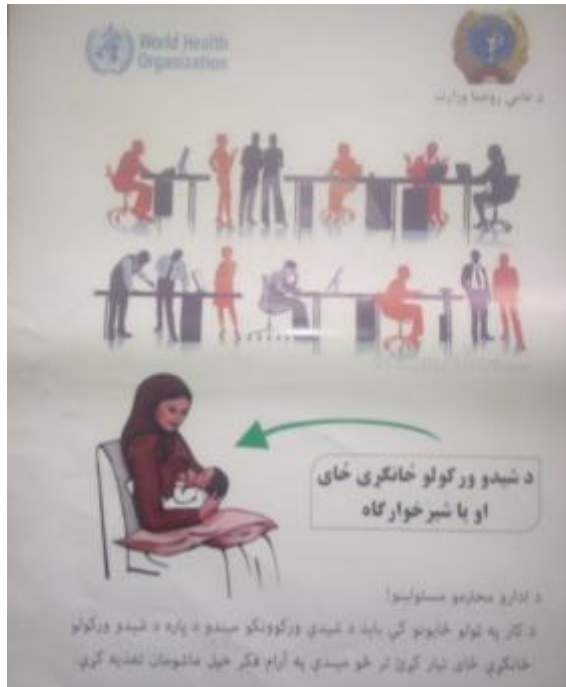 World Health
Organization
د عامې روغتیا وزارت
د شیدو ورکولو ځانګړی ځای
او یا شیرخوارگاه
د ادارو محترمو مسئولینو!
د کار په ټولو ځایونو کې باید د شیدې ورکوونکو میندو د پاره د شیدو ورکولو
ځانګړي ځای تیار کړئ تر څو میندې په آرام فکر خپل ماشومان تغذیه کړي.